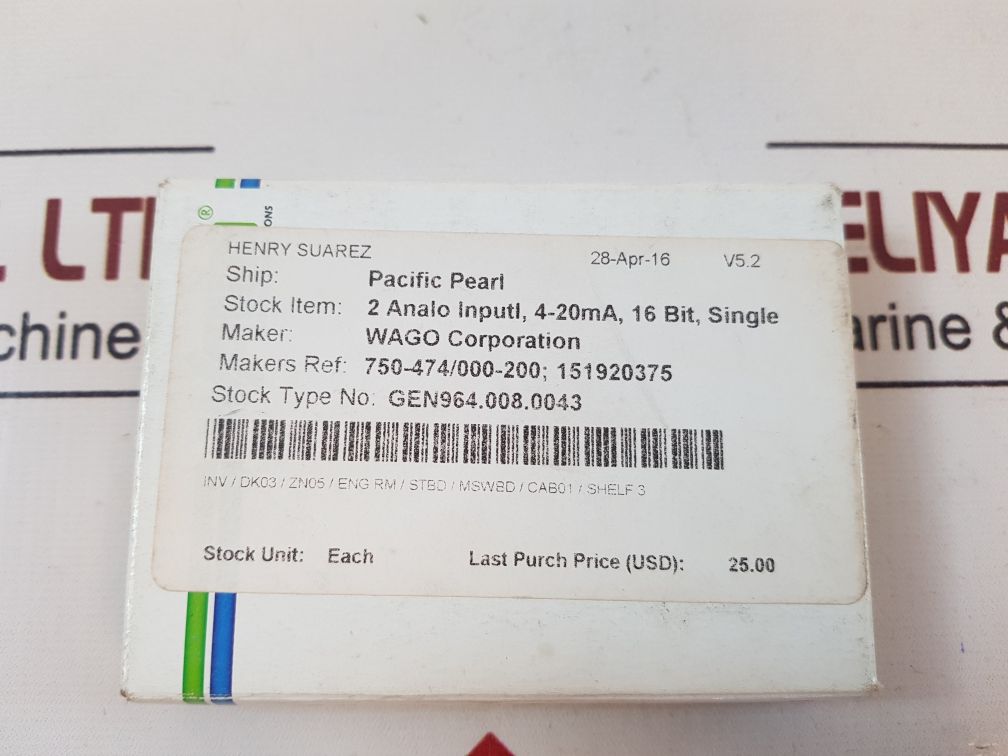 L LTD
ELIYA
chine
arine &
®
ONS
HENRY SUAREZ 28-Apr-16 V5.2
Ship: Pacific Pearl
Stock Item: 2 Analo Inputl, 4-20mA, 16 Bit, Single
Maker: WAGO Corporation
Makers Ref: 750-474/000-200; 151920375
Stock Type No: GEN964.008.0043
INV / DK03 / ZN05 / ENG RM / STBD / MSWBD / CAB01 / SHELF 3
Stock Unit: Each Last Purch Price (USD): 25.00